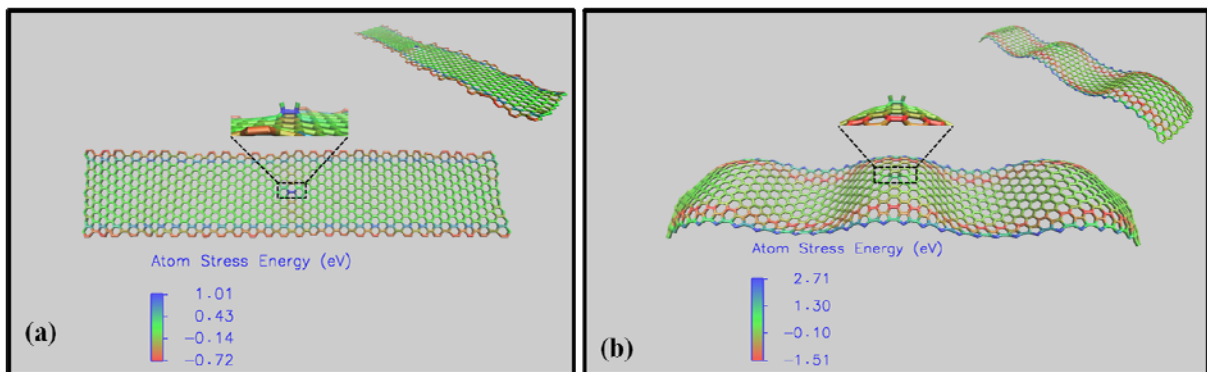 Atom Stress Energy (eV)
1.01
0.43
-0.14
-0.72
(a)
Atom Stress Energy (eV)
2.71
1.30
-0.10
-1.51
(b)